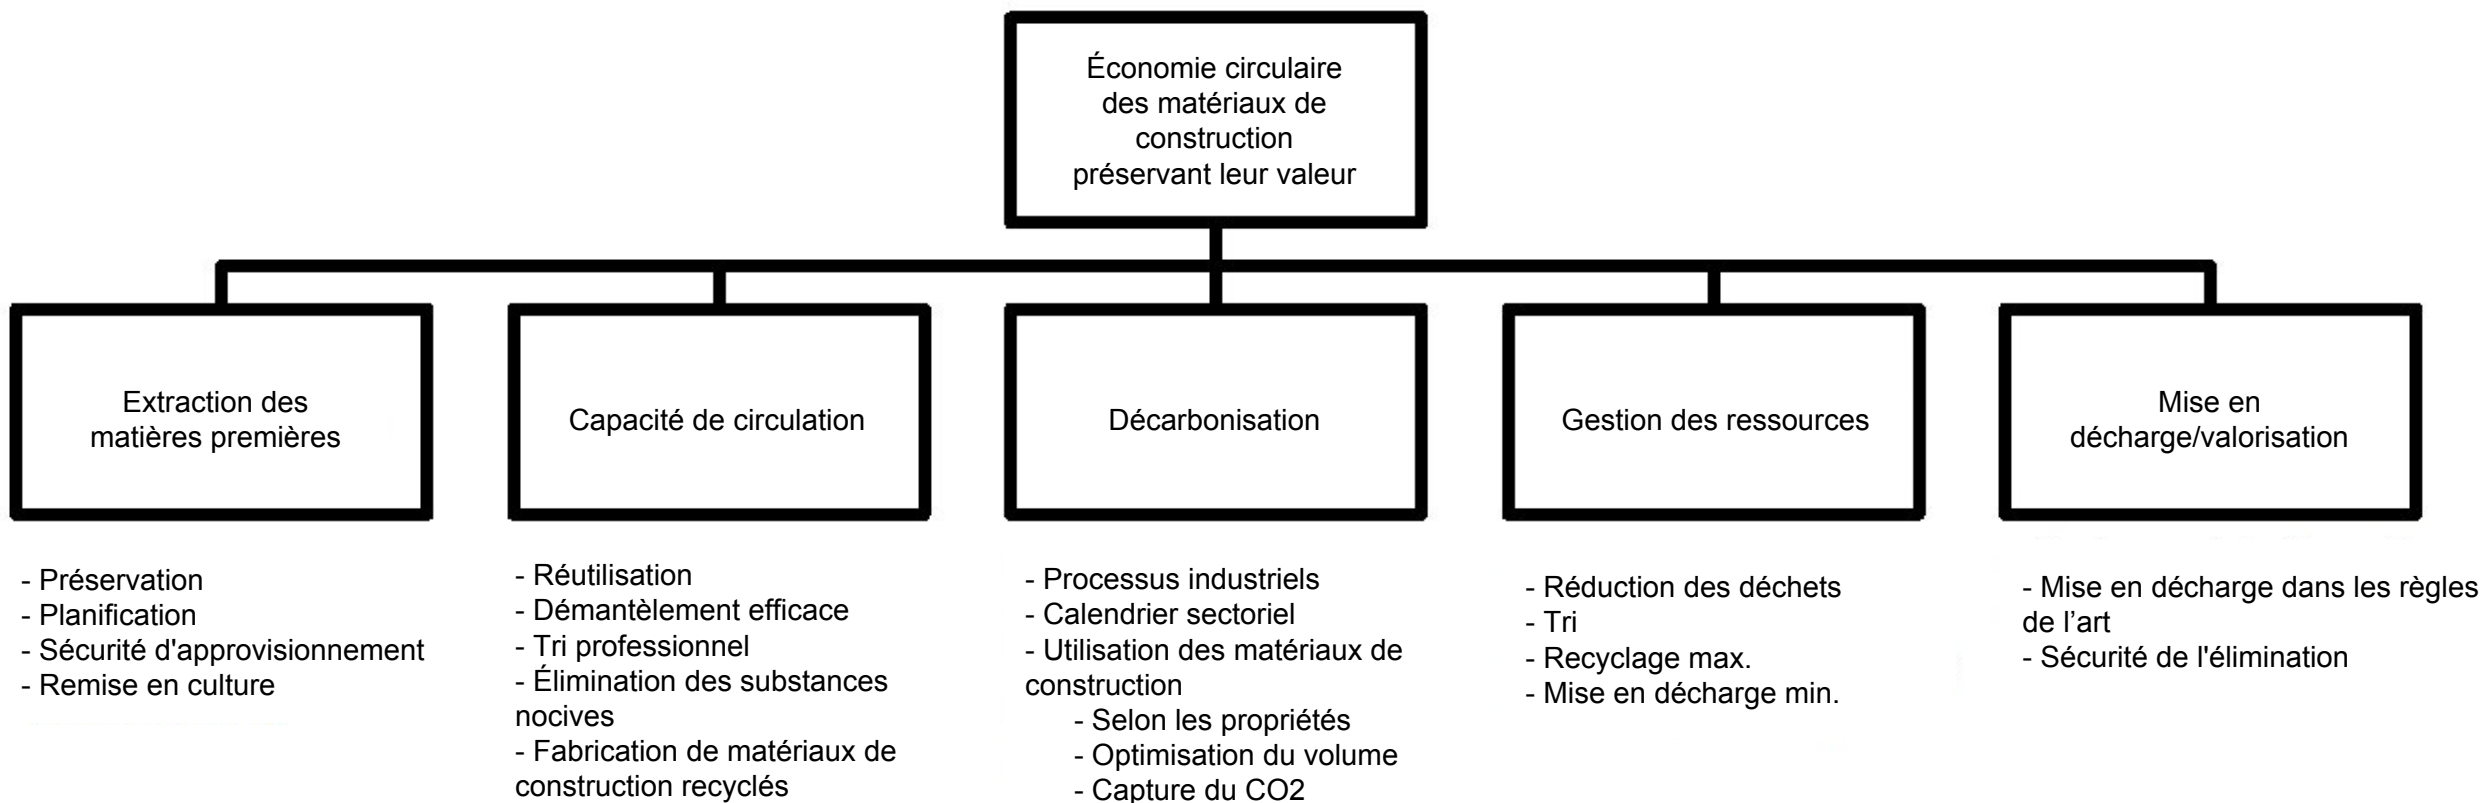 Économie circulaire
des matériaux de
construction
préservant leur valeur
Extraction des
matières premières
Capacité de circulation
Décarbonisation
Gestion des ressources
Mise en
décharge/valorisation
- Préservation
- Planification
- Sécurité d'approvisionnement
- Remise en culture
- Réutilisation
- Démantèlement efficace
- Tri professionnel
- Élimination des substances
nocives
- Fabrication de matériaux de
construction recyclés
- Processus industriels
- Calendrier sectoriel
- Utilisation des matériaux de
construction
- Selon les propriétés
- Optimisation du volume
- Capture du CO2
- Réduction des déchets
- Tri
- Recyclage max.
- Mise en décharge min.
- Mise en décharge dans les règles
de l’art
- Sécurité de l'élimination